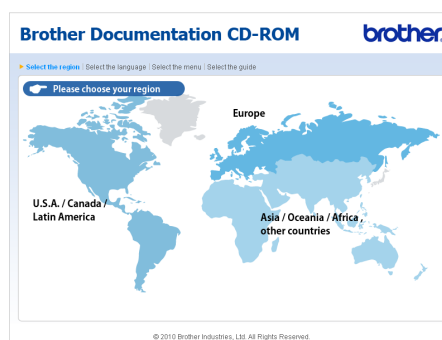 Brother Documentation CD-ROM
brother
Select the region | Select the language | Select the menu | Select the guide
Please choose your region
Europe
U.S.A. / Canada /
Latin America
Asia / Oceania / Africa ,
other countries
© 2010 Brother Industries, Ltd. All Rights Reserved.